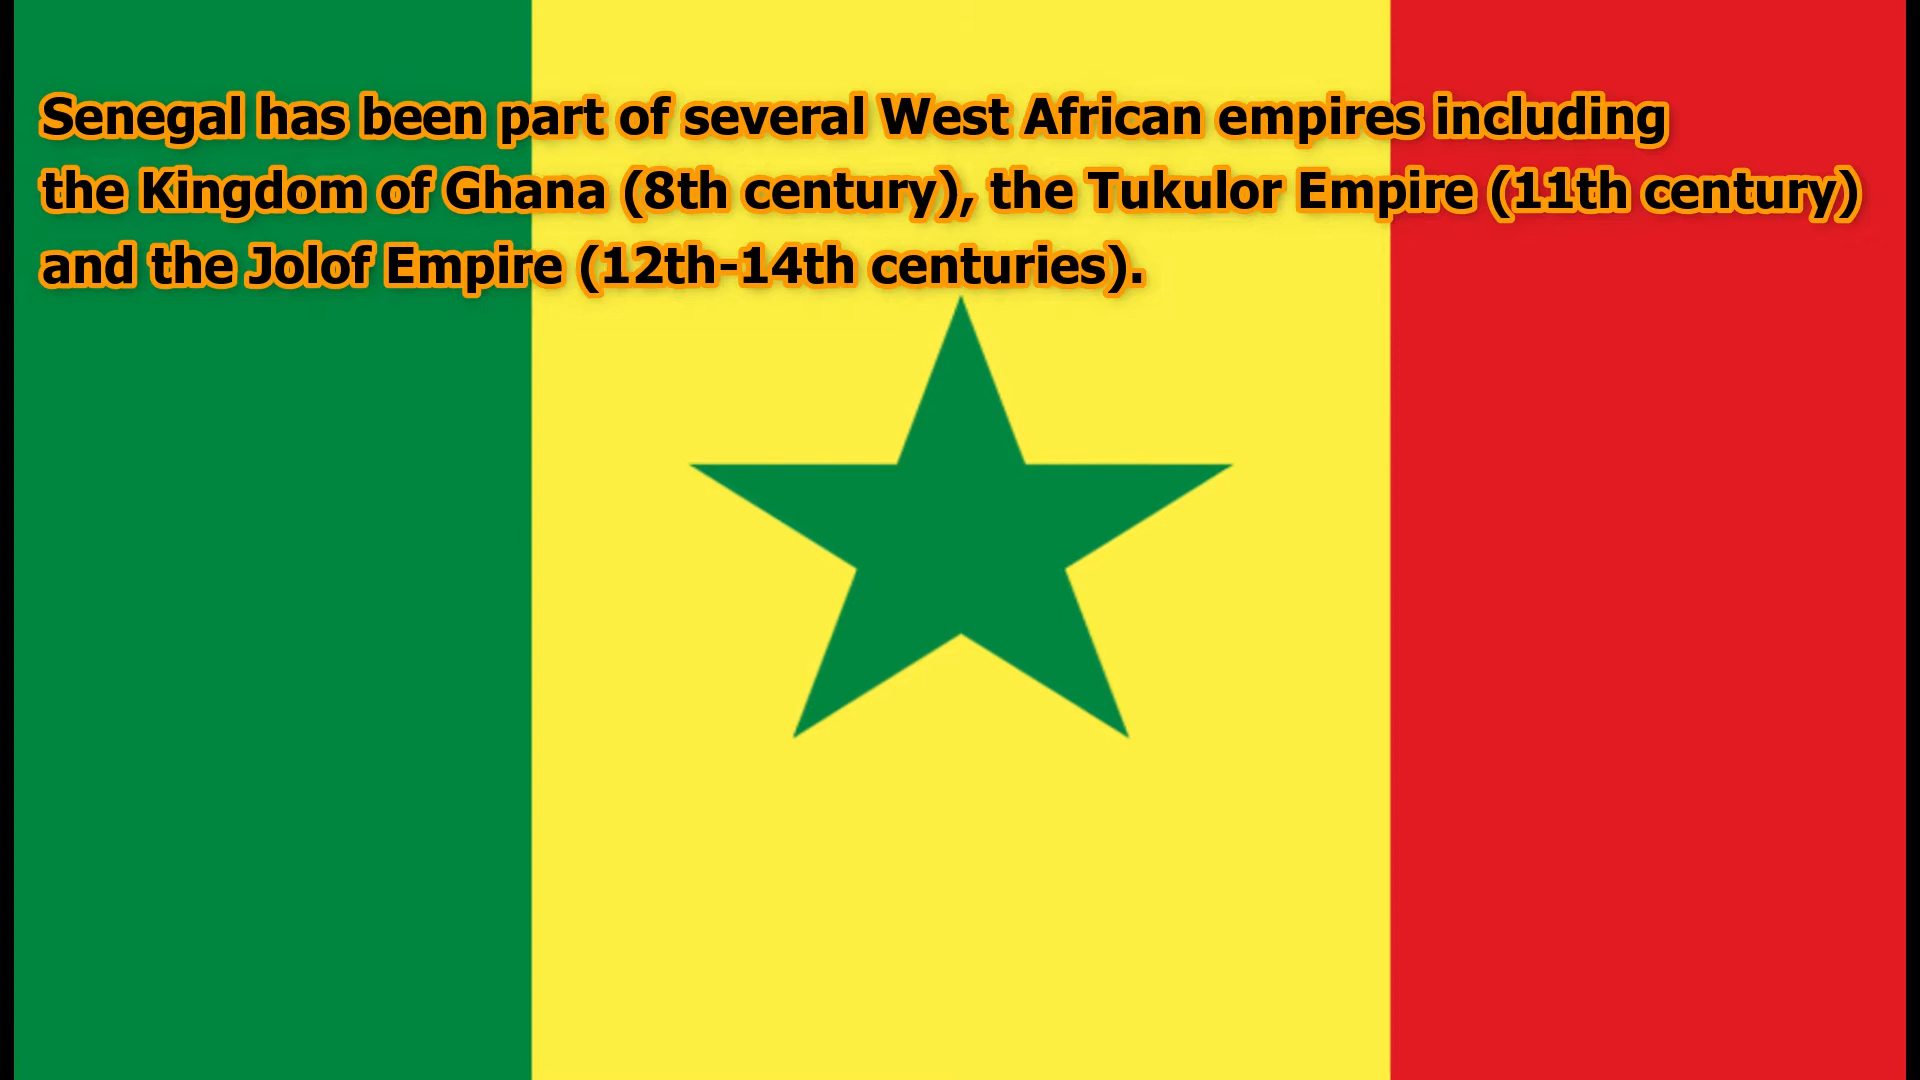 Senegal has been part of several West African empires including
the Kingdom of Ghana (8th century), the Tukulor Empire (11th century)
and the Jolof Empire (12th-14th centuries).